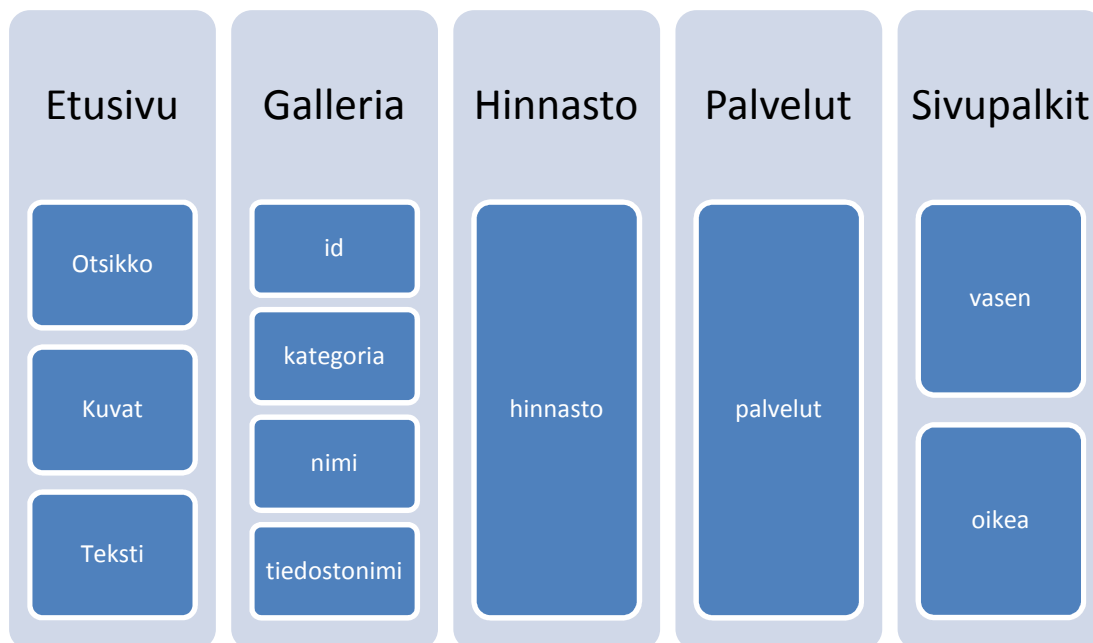 Etusivu
Otsikko
Kuvat
Teksti
Galleria
id
kategoria
nimi
tiedostonimi
Hinnasto
hinnasto
Palvelut
palvelut
Sivupalkit
vasen
oikea